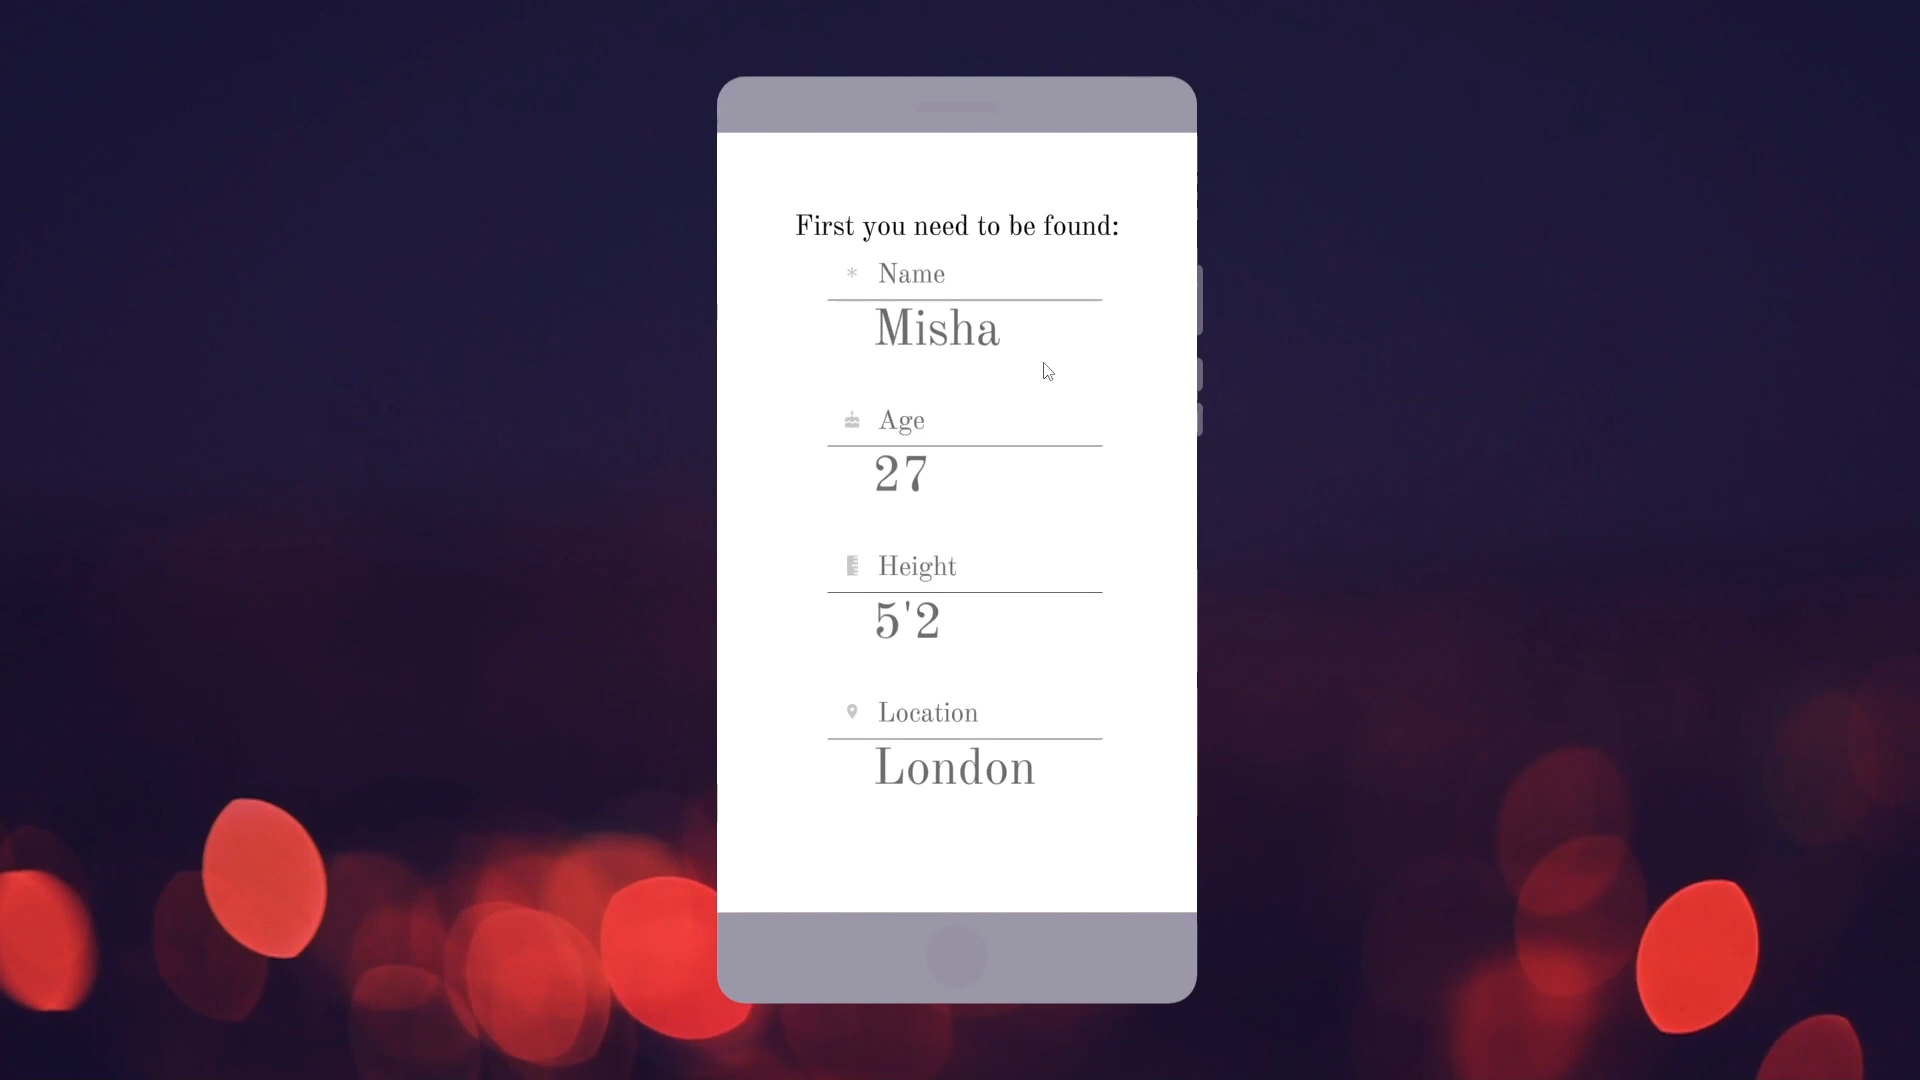 First you need to be found:
Name
Misha
Age
27
Height
5'2
Location
London